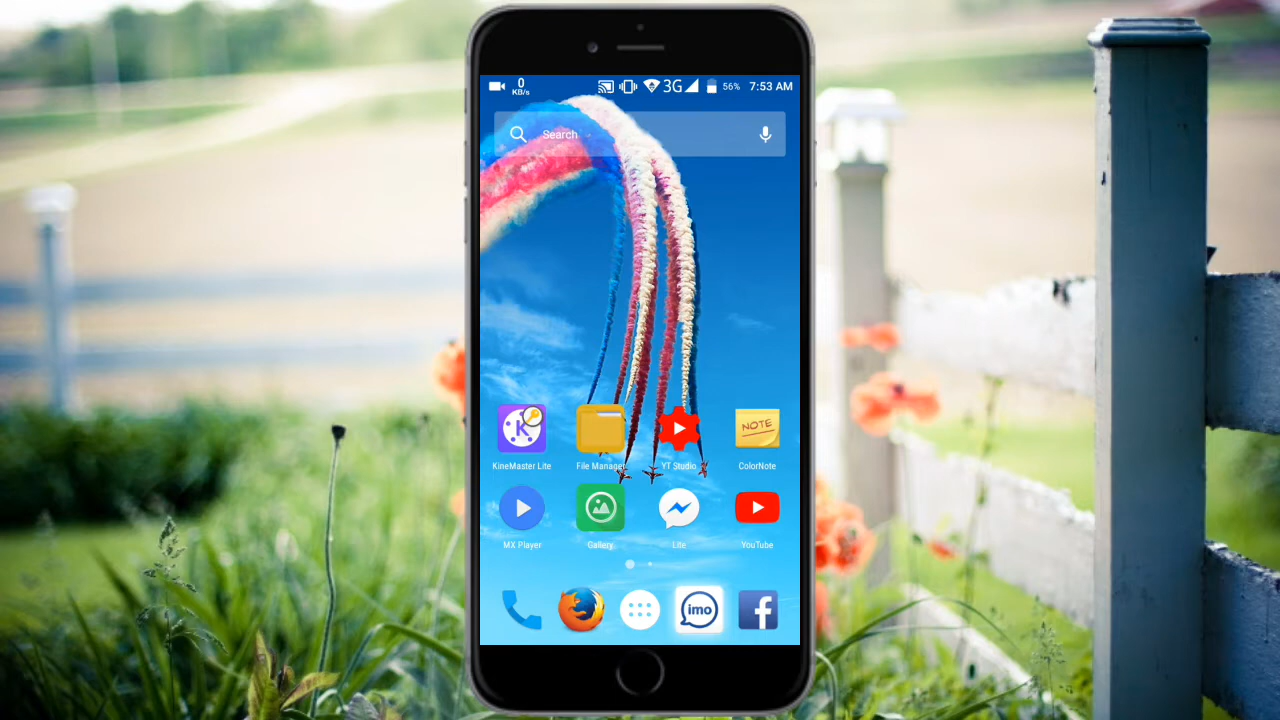 0
KB/s
3G 56% 7:53 AM
Search
K
NOTE
KineMaster Lite File Manager YT Studio ColorNote
MX Player Gallery Lite YouTube
imo f